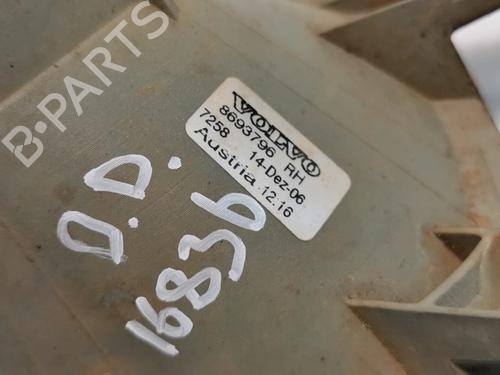 B-PARTS
VOLVO
8693796 RH
7258 14-Dez-06
Austria 12.16
D.D.
1683b